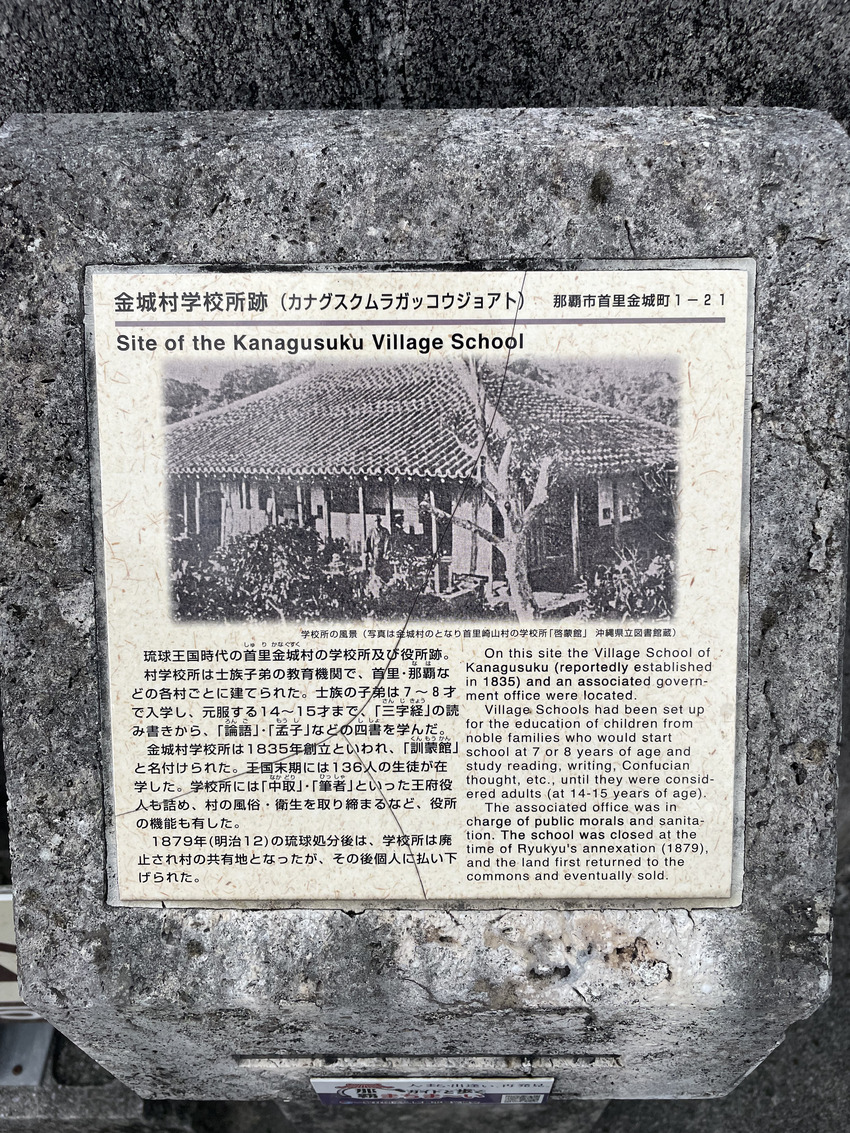 金城村学校所跡（カナグスクムラガッコウジョアト） 那覇市首里金城町1－21
Site of the Kanagusuku Village School
学校所の風景（写真は金城村のとなり首里崎山村の学校所「啓蒙館」 沖縄県立図書館蔵）
琉球王国時代の首里金城村の学校所及び役所跡。
村学校所は士族子弟の教育機関で、首里・那覇な
どの各村ごとに建てられた。士族の子弟は7～8才
で入学し、元服する14～15才まで、「三字経」の読
み書きから、「論語」・「孟子」などの四書を学んだ。
金城村学校所は1835年創立といわれ、「訓蒙館」
と名付けられた。王国末期には136人の生徒が在
学した。学校所には「中取」・「筆者」といった王府役
人も詰め、村の風俗・衛生を取り締まるなど、役所
の機能も有した。
1879年(明治12)の琉球処分後は、学校所は廃
止され村の共有地となったが、その後個人に払い下
げられた。
On this site the Village School of
Kanagusuku (reportedly established
in 1835) and an associated govern-
ment office were located.
Village Schools had been set up
for the education of children from
noble families who would start
school at 7 or 8 years of age and
study reading, writing, Confucian
thought, etc., until they were consid-
ered adults (at 14-15 years of age).
The associated office was in
charge of public morals and sanita-
tion. The school was closed at the
time of Ryukyu's annexation (1879),
and the land first returned to the
commons and eventually sold.